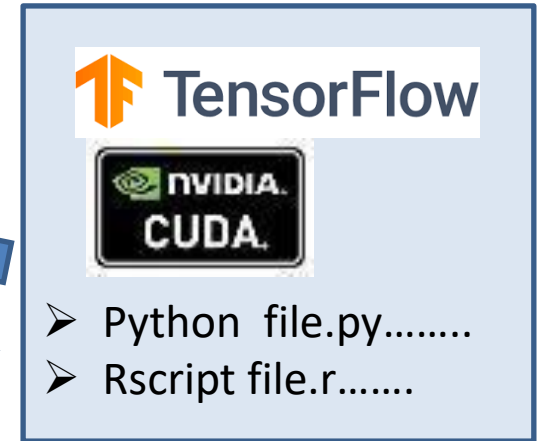 TensorFlow
NVIDIA.
CUDA.
➢ Python file.py........
➢ Rscript file.r.......